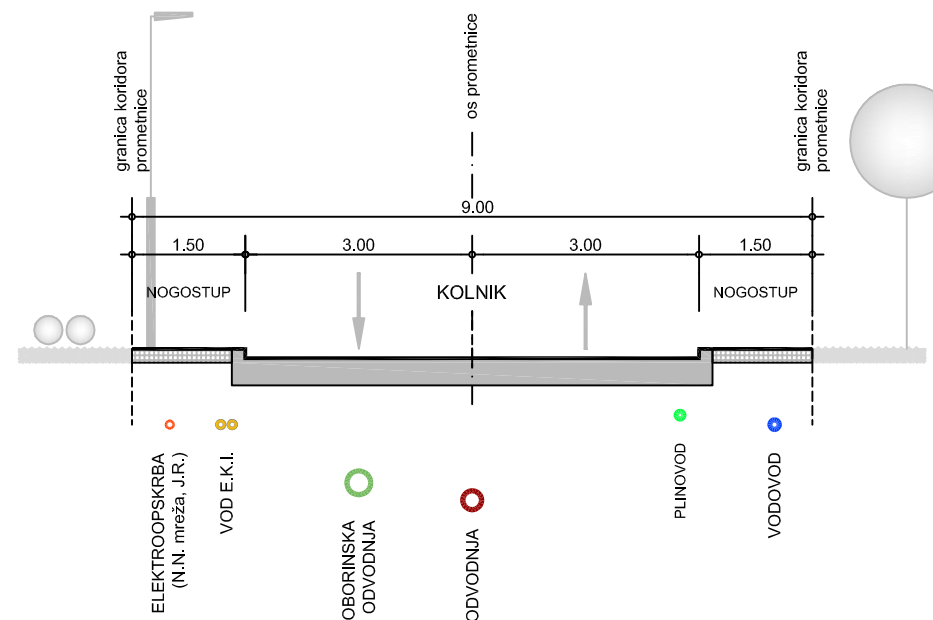 granica koridora
prometnice
os prometnice
granica koridora
prometnice
9.00
1.50
3.00
3.00
1.50
NOGOSTUP
KOLNIK
NOGOSTUP
ELEKTROOPSKRBA
(N.N. mreža, J.R.)
VOD E.K.I.
OBORINSKA
ODVODNJA
ODVODNJA
PLINOVOD
VODOVOD